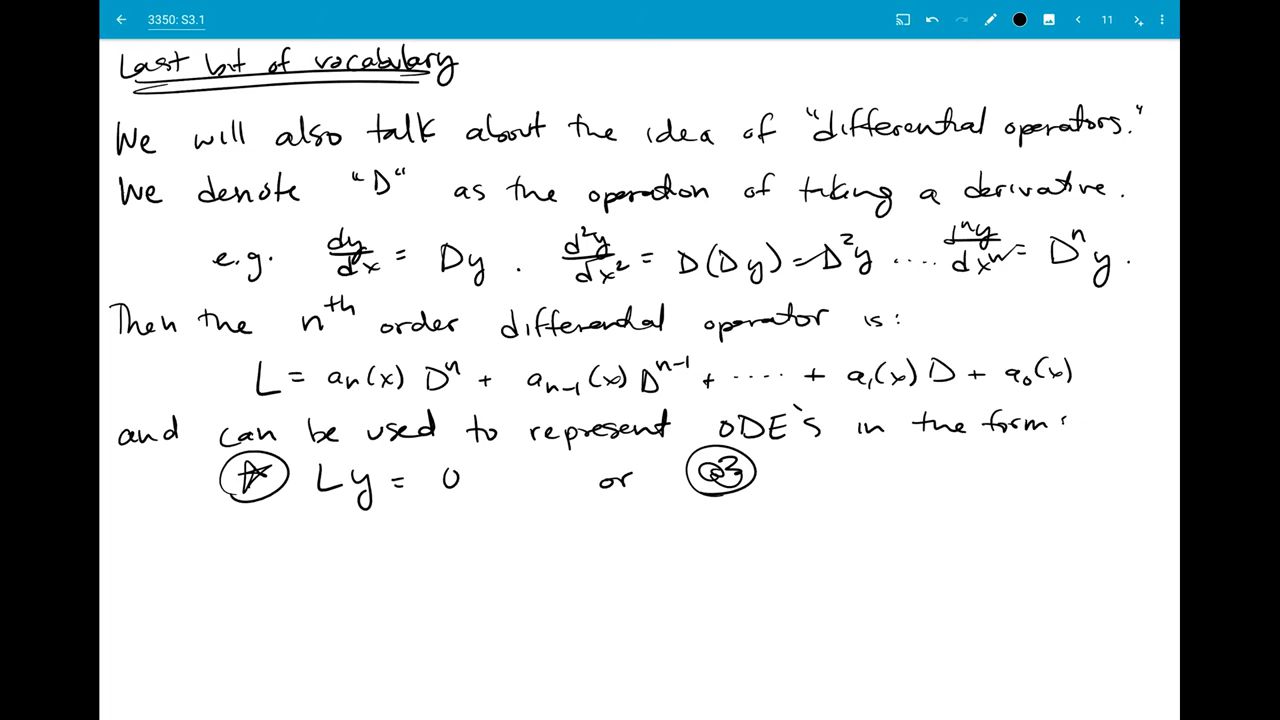 3350: S3.1
11
Last bit of vocabulary
We will also talk about the idea of "differential operators."
We denote "D" as the operation of taking a derivative.
e.g. dy/dx = Dy. d²y/dx² = D(Dy) = D²y .... dⁿy/dxⁿ = Dⁿy.
Then the nᵗʰ order differential operator is:
L = aₙ(x) Dⁿ + aₙ₋₁(x) Dⁿ⁻¹ + ..... + a₁(x) D + a₀(x)
and can be used to represent ODE's in the form:
☆ Ly = 0 or